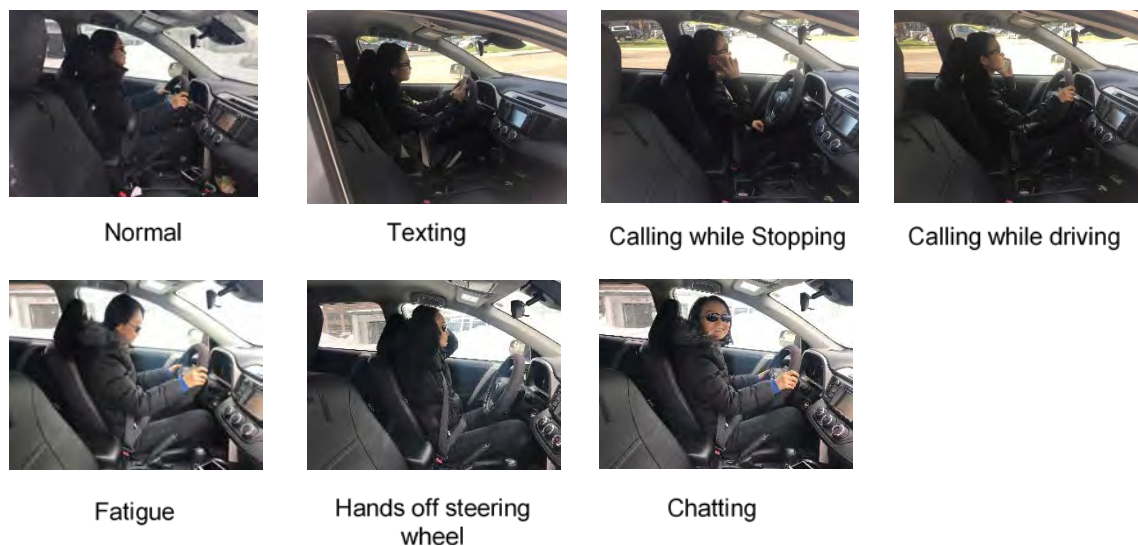 Normal
Texting
Calling while Stopping
Calling while driving
Fatigue
Hands off steering
wheel
Chatting